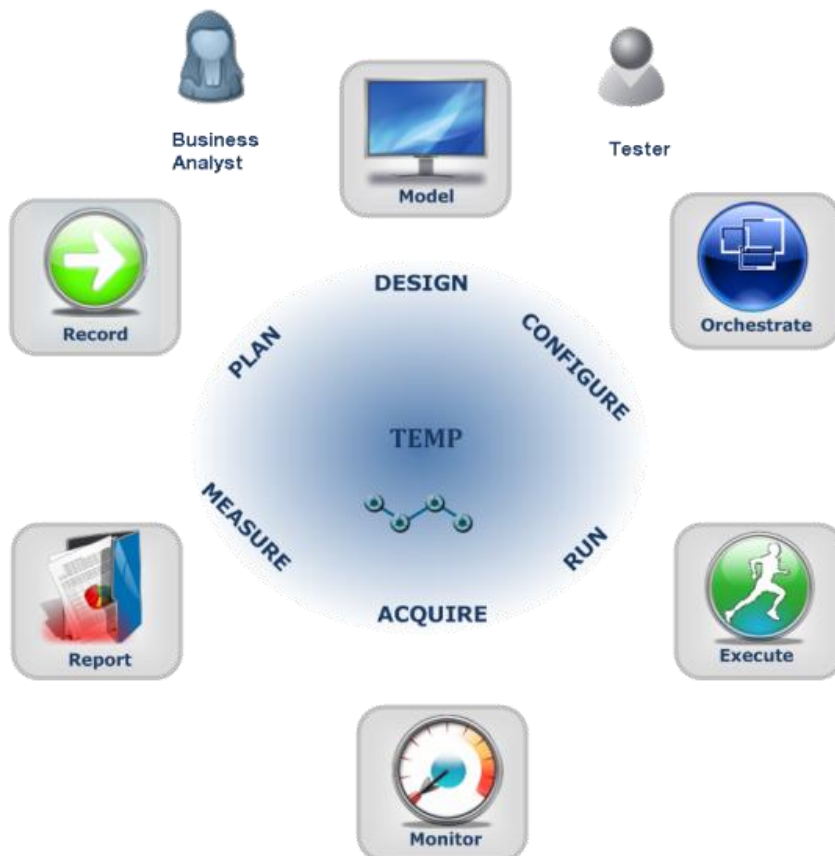 Business
Analyst
Tester
Model
Record
Orchestrate
DESIGN
PLAN
CONFIGURE
TEMP
MEASURE
RUN
ACQUIRE
Report
Execute
Monitor